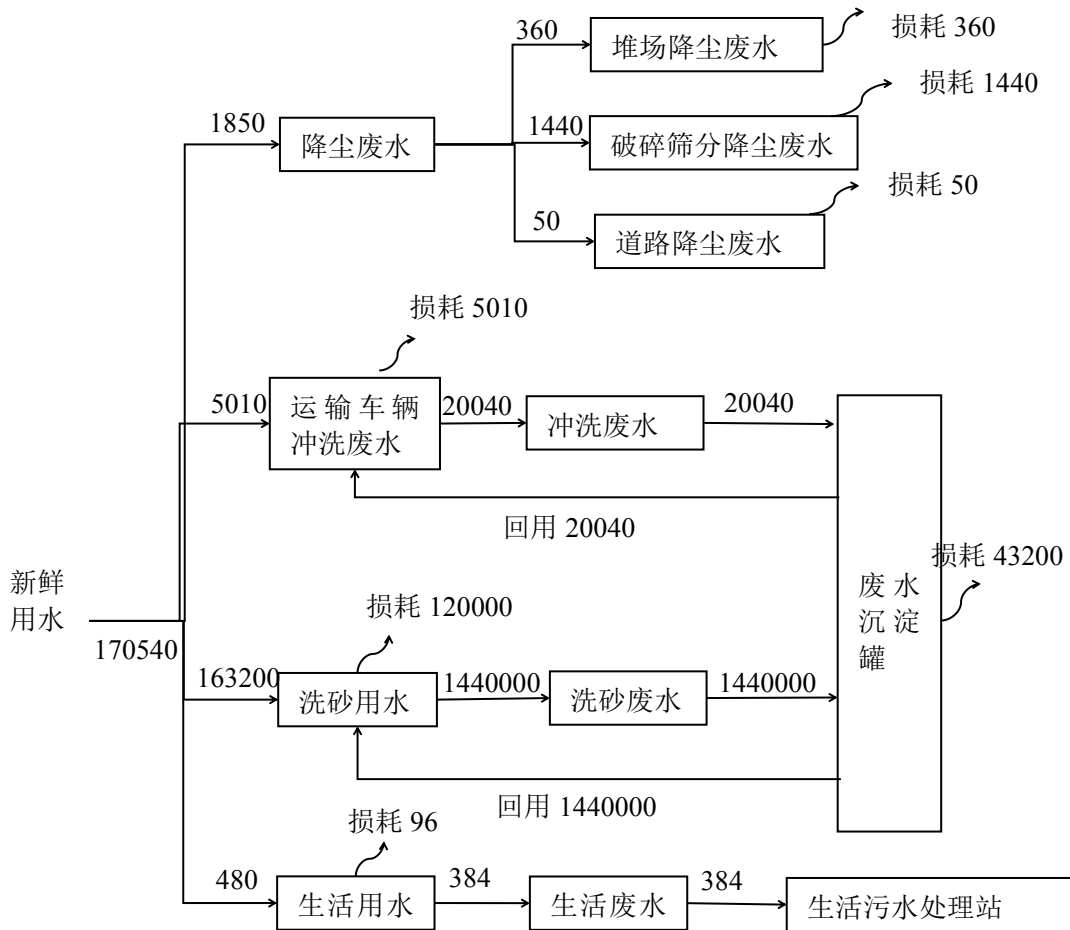 360
堆场降尘废水
损耗 360
损耗 1440
1850
降尘废水
1440
破碎筛分降尘废水
损耗 50
50
道路降尘废水
损耗 5010
5010
运输车辆
冲洗废水
20040
冲洗废水
20040
回用 20040
新鲜
用水
170540
损耗 120000
废水
沉淀
罐
损耗 43200
163200
洗砂用水
1440000
洗砂废水
1440000
回用 1440000
损耗 96
480
生活用水
384
生活废水
384
生活污水处理站